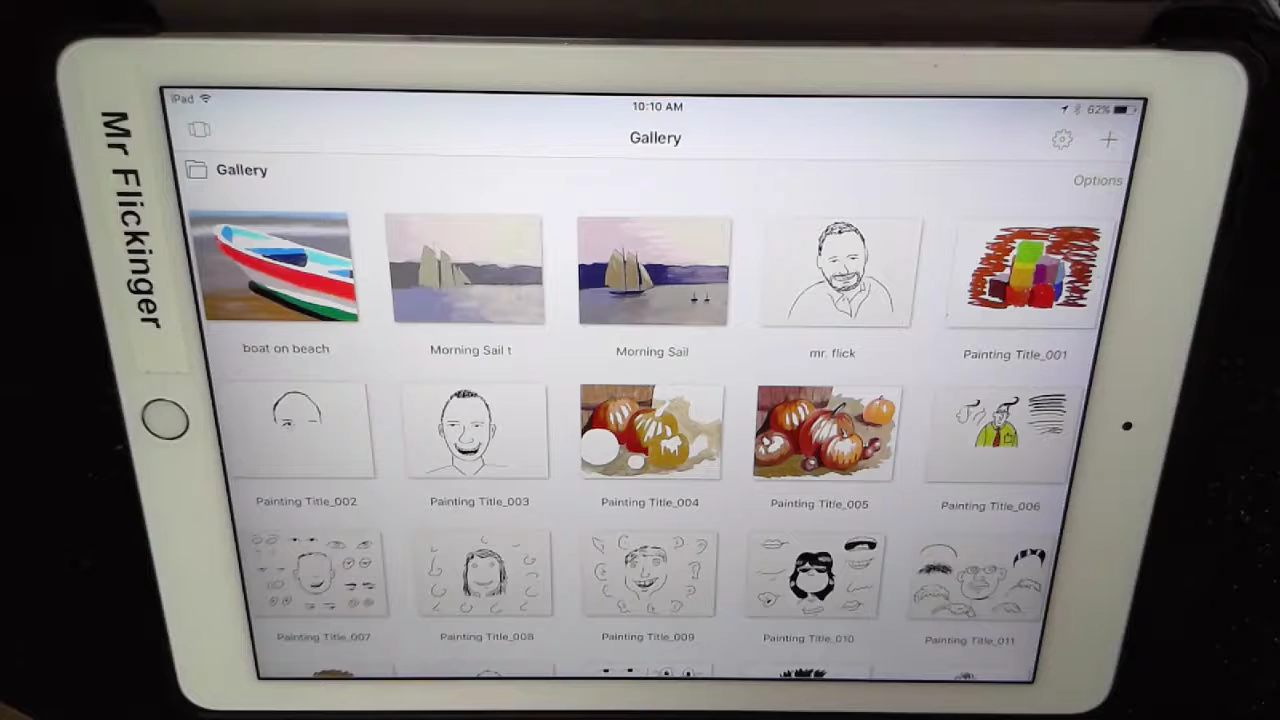 Mr Flickinger
iPad 10:10 AM 62%
Gallery
Gallery
Options
boat on beach
Morning Sail t
Morning Sail
mr. flick
Painting Title_001
Painting Title_002
Painting Title_003
Painting Title_004
Painting Title_005
Painting Title_006
Painting Title_007
Painting Title_008
Painting Title_009
Painting Title_010
Painting Title_011